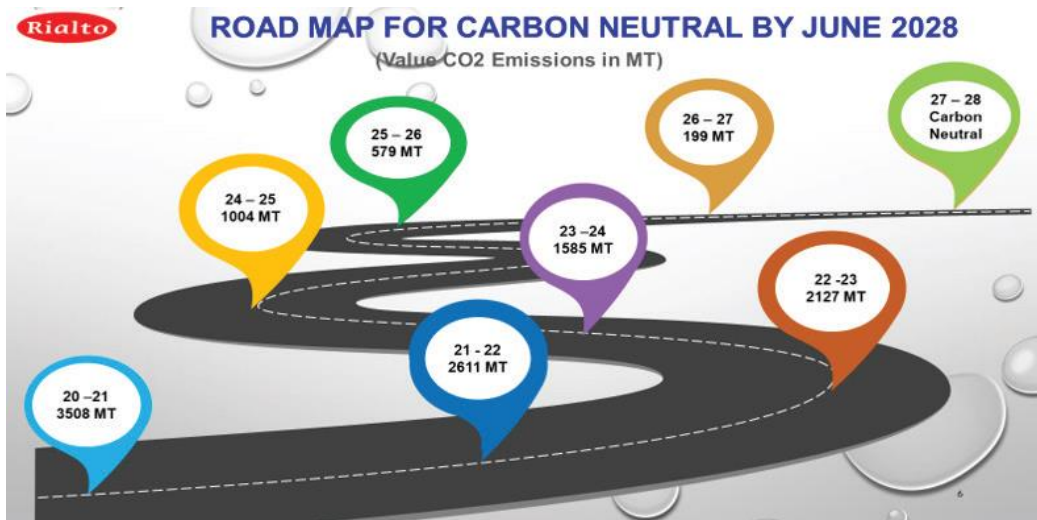 Rialto
ROAD MAP FOR CARBON NEUTRAL BY JUNE 2028
(Value CO2 Emissions in MT)
20 –21
3508 MT
21 - 22
2611 MT
22 -23
2127 MT
23 –24
1585 MT
24 – 25
1004 MT
25 – 26
579 MT
26 – 27
199 MT
27 – 28
Carbon
Neutral
6